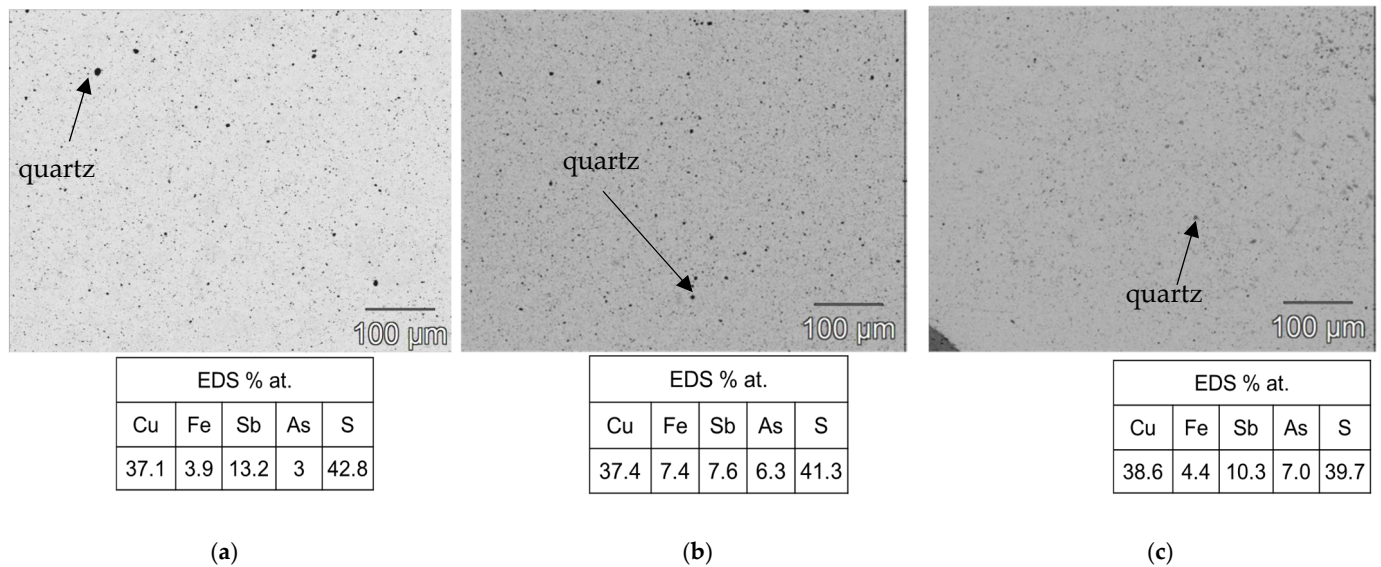 quartz
100 µm
EDS % at.
Cu Fe Sb As S
37.1 3.9 13.2 3 42.8
(a)
quartz
100 µm
EDS % at.
Cu Fe Sb As S
37.4 7.4 7.6 6.3 41.3
(b)
quartz
100 µm
EDS % at.
Cu Fe Sb As S
38.6 4.4 10.3 7.0 39.7
(c)